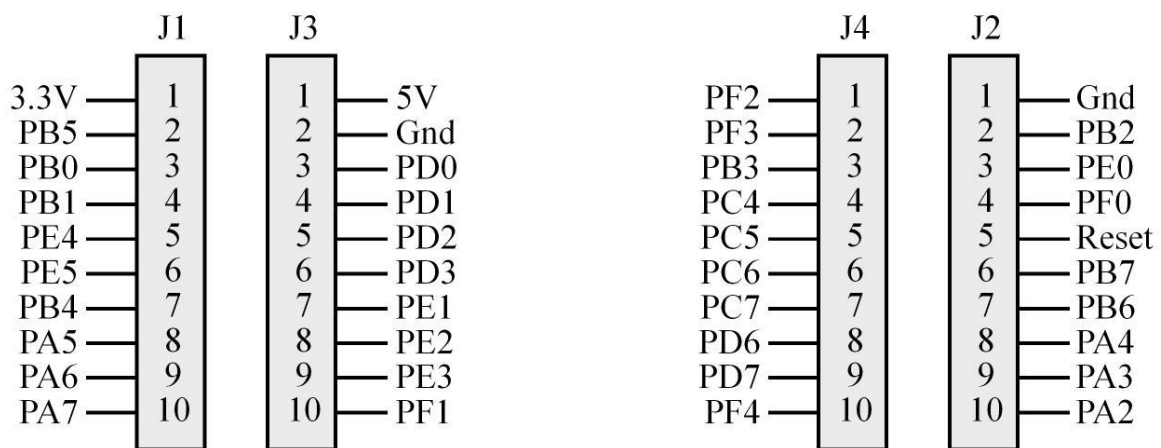 J1 J3 J4 J2
3.3V 1 1 5V PF2 1 1 Gnd
PB5 2 2 Gnd PF3 2 2 PB2
PB0 3 3 PD0 PB3 3 3 PE0
PB1 4 4 PD1 PC4 4 4 PF0
PE4 5 5 PD2 PC5 5 5 Reset
PE5 6 6 PD3 PC6 6 6 PB7
PB4 7 7 PE1 PC7 7 7 PB6
PA5 8 8 PE2 PD6 8 8 PA4
PA6 9 9 PE3 PD7 9 9 PA3
PA7 10 10 PF1 PF4 10 10 PA2